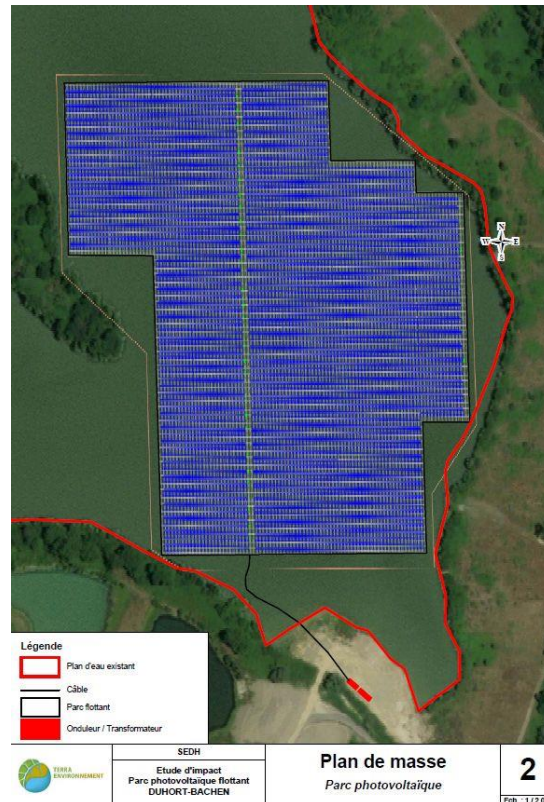 N
W E
S
Légende
Plan d'eau existant
Câble
Parc flottant
Onduleur / Transformateur
TERRA
ENVIRONNEMENT
SEDH
Etude d'impact
Parc photovoltaïque flottant
DUHORT-BACHEN
Plan de masse
Parc photovoltaïque
2